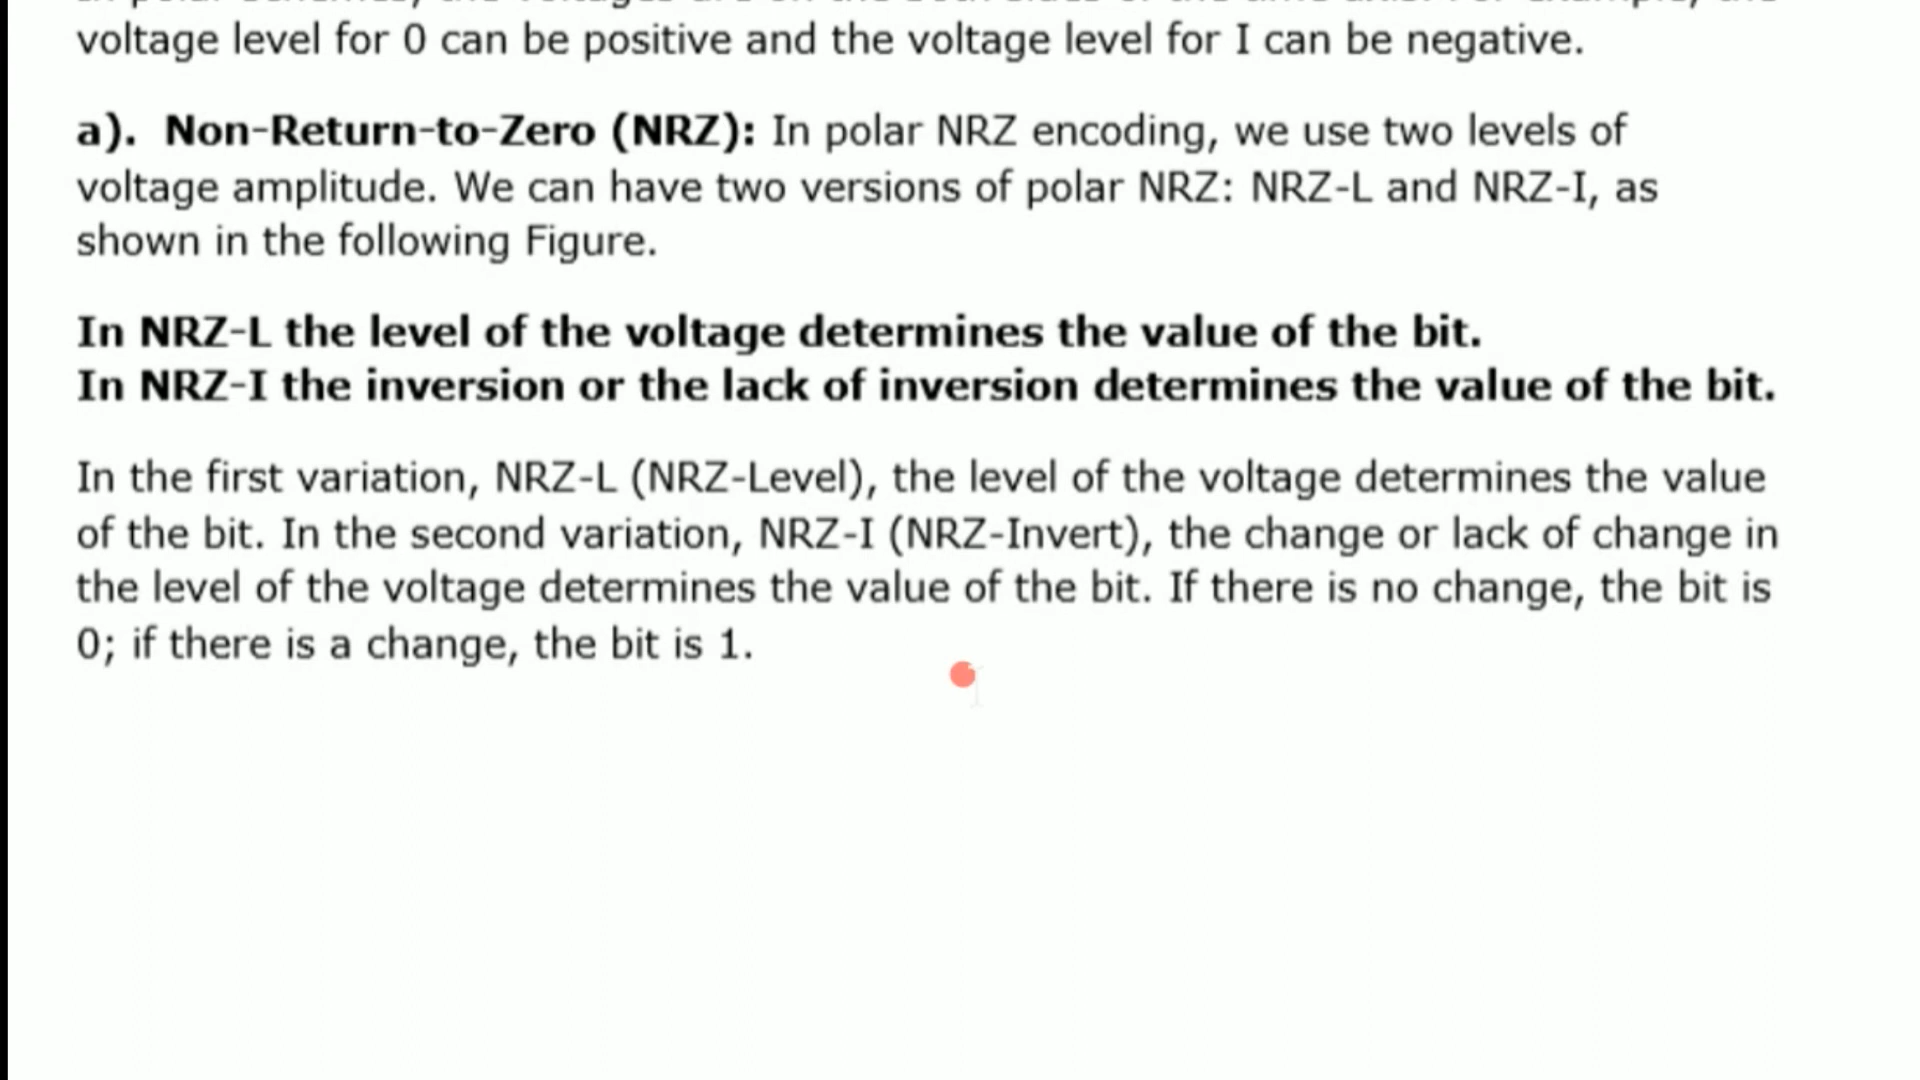 voltage level for 0 can be positive and the voltage level for I can be negative.
a). Non-Return-to-Zero (NRZ): In polar NRZ encoding, we use two levels of
voltage amplitude. We can have two versions of polar NRZ: NRZ-L and NRZ-I, as
shown in the following Figure.
In NRZ-L the level of the voltage determines the value of the bit.
In NRZ-I the inversion or the lack of inversion determines the value of the bit.
In the first variation, NRZ-L (NRZ-Level), the level of the voltage determines the value
of the bit. In the second variation, NRZ-I (NRZ-Invert), the change or lack of change in
the level of the voltage determines the value of the bit. If there is no change, the bit is
0; if there is a change, the bit is 1.